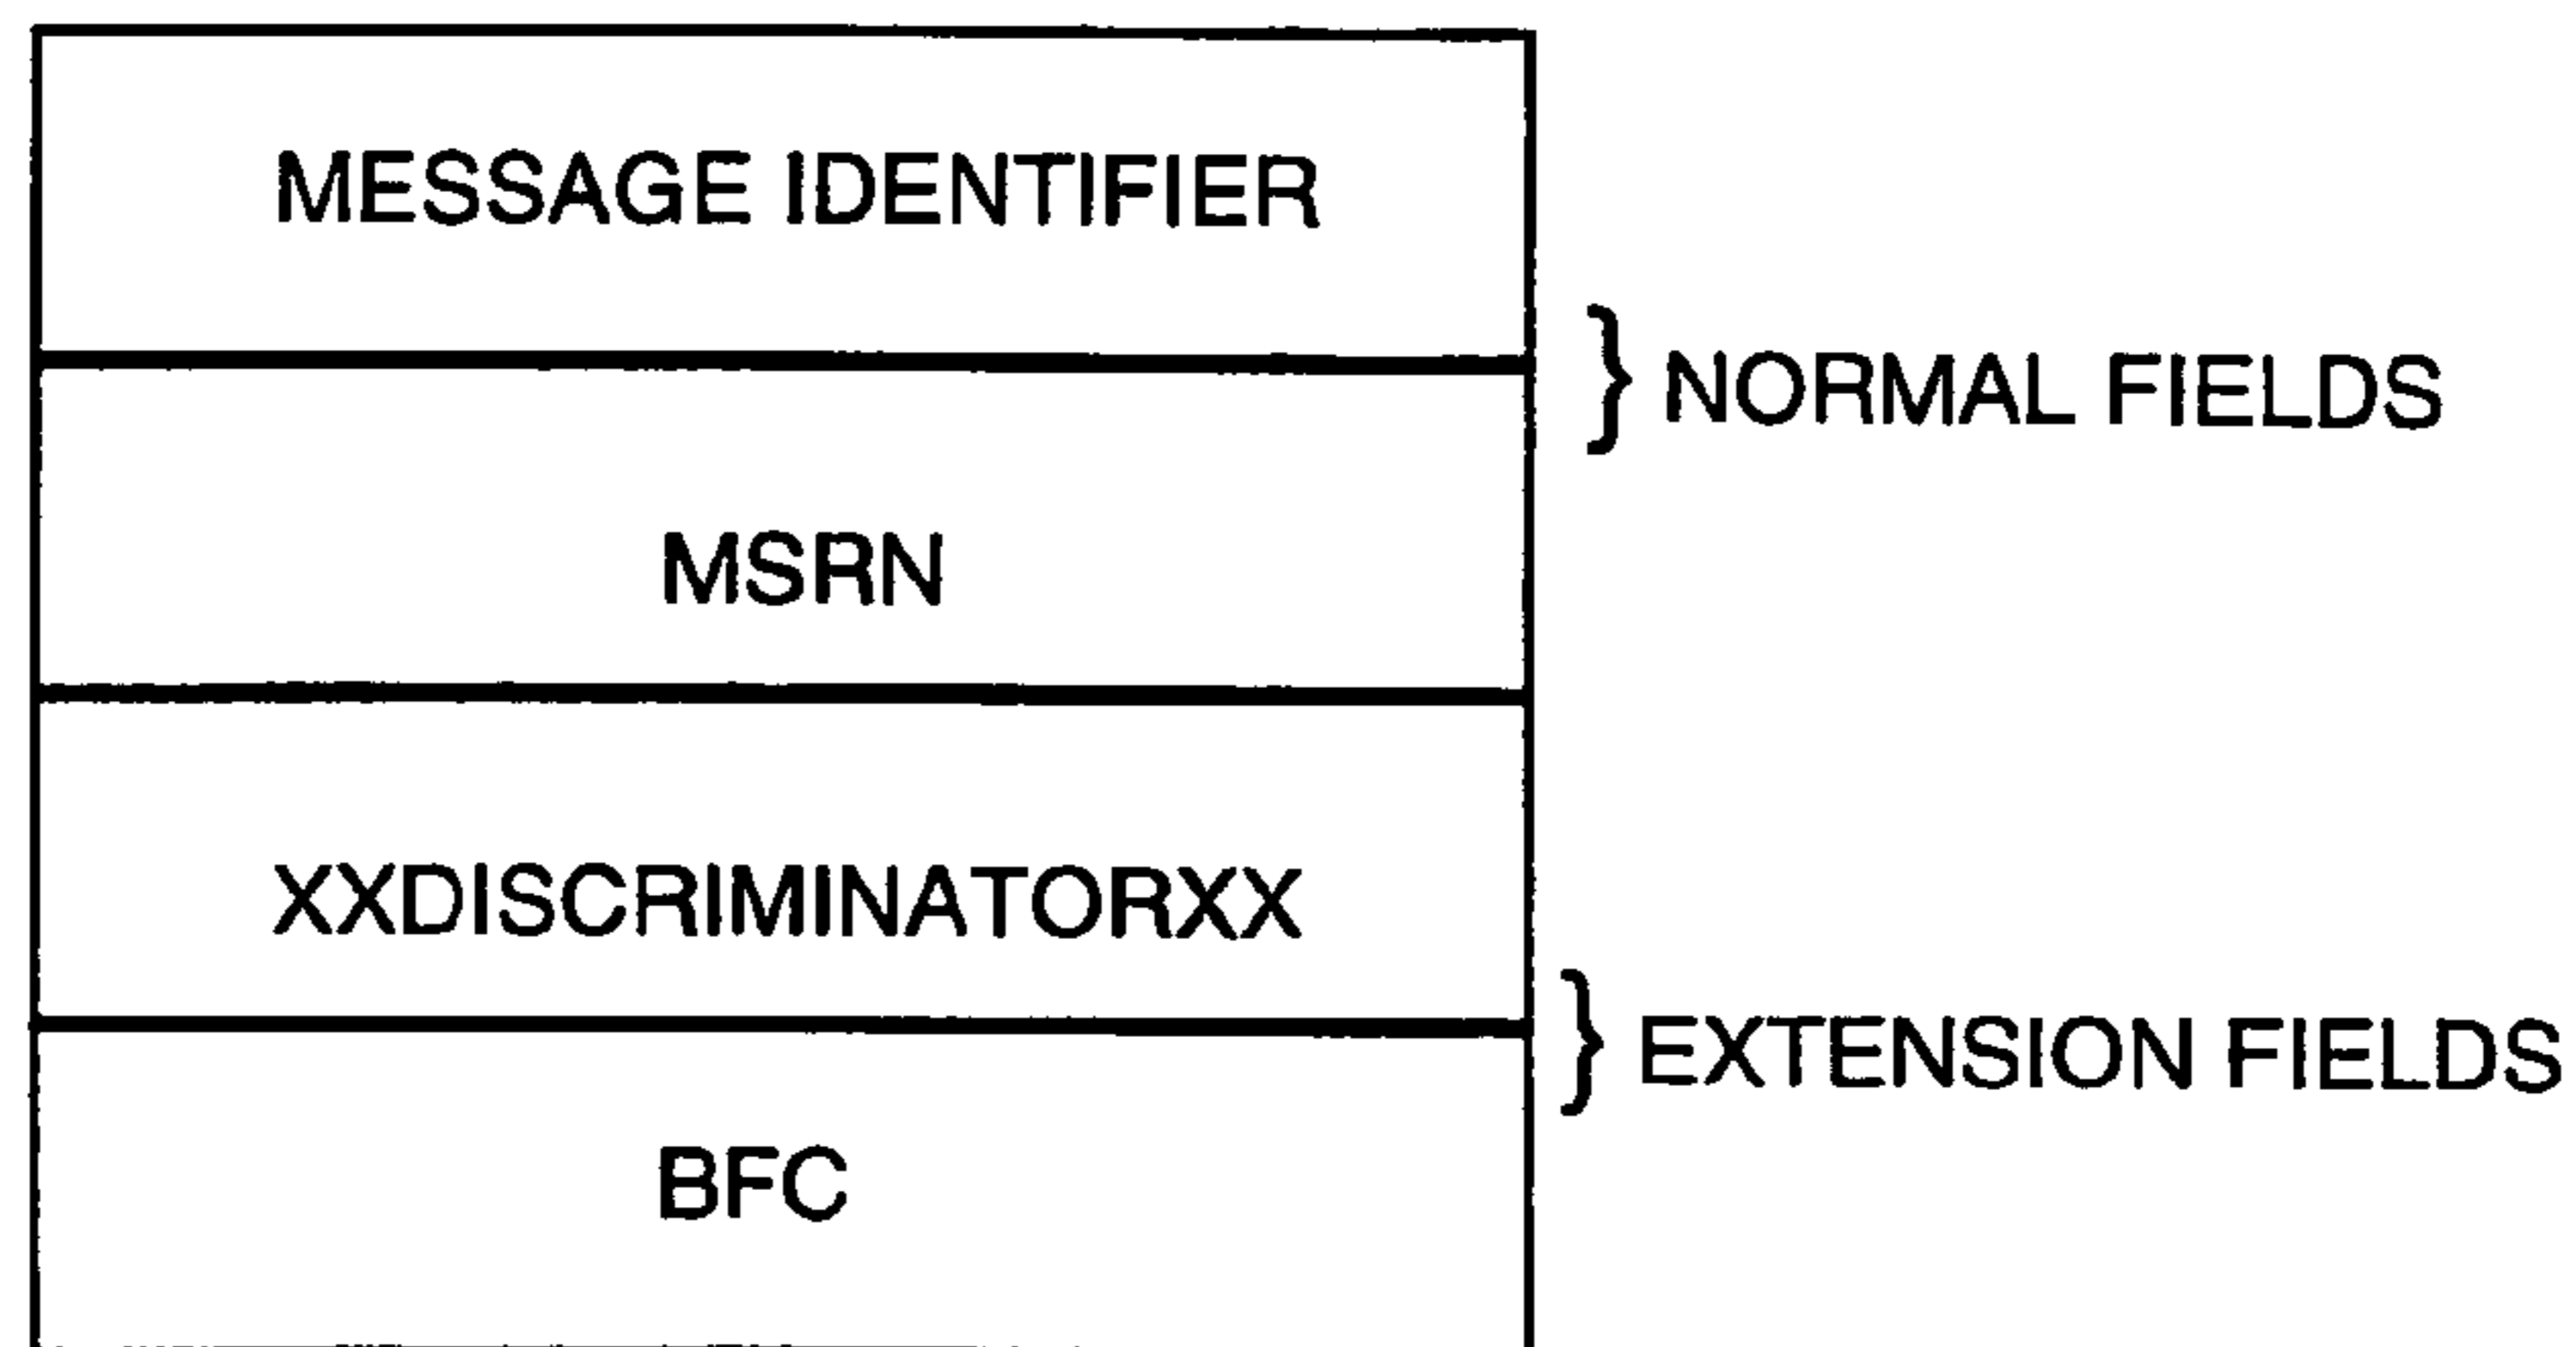 MESSAGE IDENTIFIER
} NORMAL FIELDS
MSRN
XXDISCRIMINATORXX
} EXTENSION FIELDS
BFC